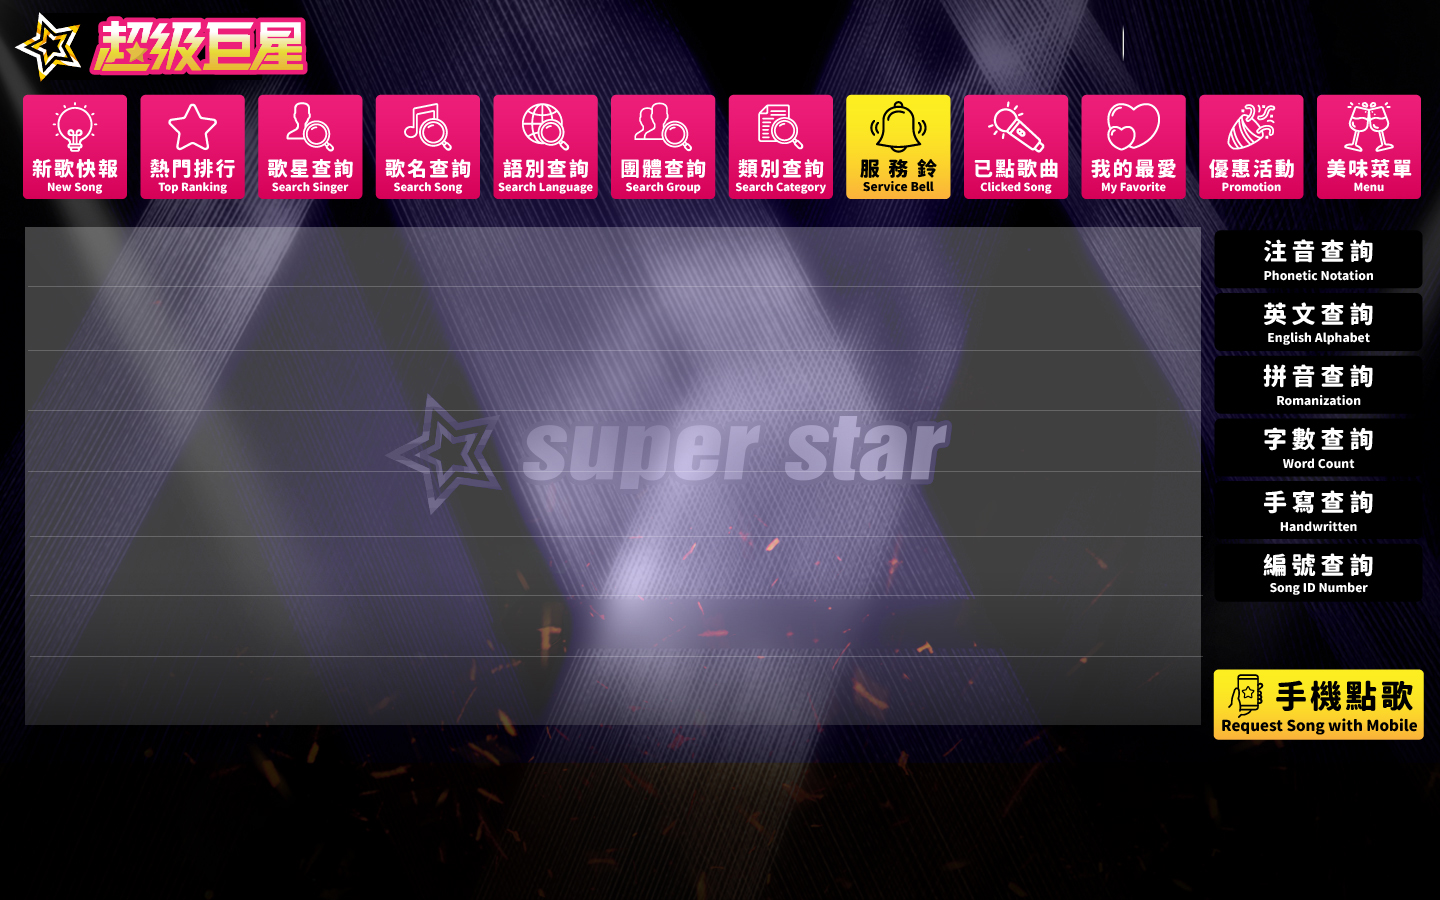 超级巨星
新歌快報
New Song
熱門排行
Top Ranking
歌星查詢
Search Singer
歌名查詢
Search Song
語別查詢
Search Language
團體查詢
Search Group
類別查詢
Search Category
服務鈴
Service Bell
已點歌曲
Clicked Song
我的最愛
My Favorite
優惠活動
Promotion
美味菜單
Menu
super star
注音查詢
Phonetic Notation
英文查詢
English Alphabet
拼音查詢
Romanization
字數查詢
Word Count
手寫查詢
Handwritten
編號查詢
Song ID Number
手機點歌
Request Song with Mobile